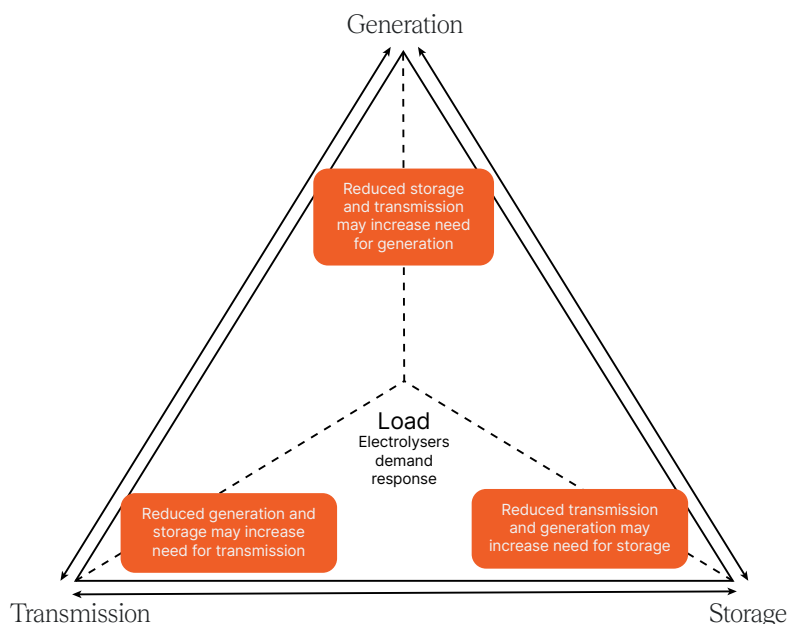 Generation
Reduced storage
and transmission
may increase need
for generation
Load
Electrolysers
demand
response
Reduced generation and
storage may increase
need for transmission
Reduced transmission
and generation may
increase need for storage
Transmission
Storage